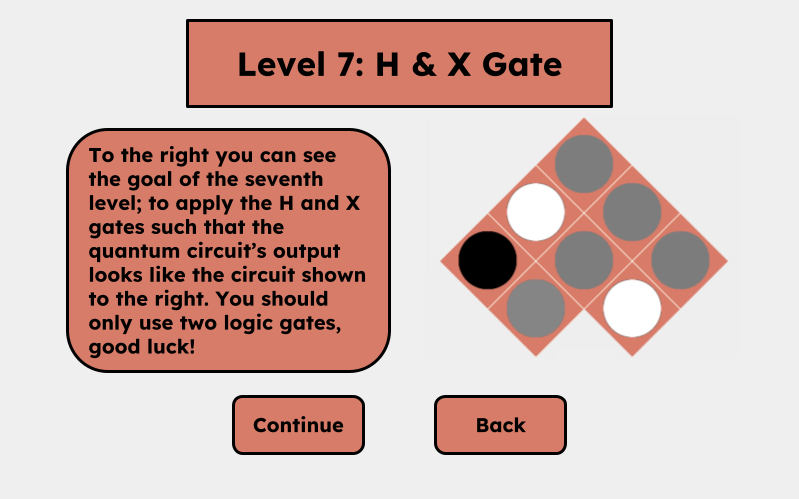 Level 7: H & X Gate
To the right you can see
the goal of the seventh
level; to apply the H and X
gates such that the
quantum circuit’s output
looks like the circuit shown
to the right. You should
only use two logic gates,
good luck!
Continue
Back